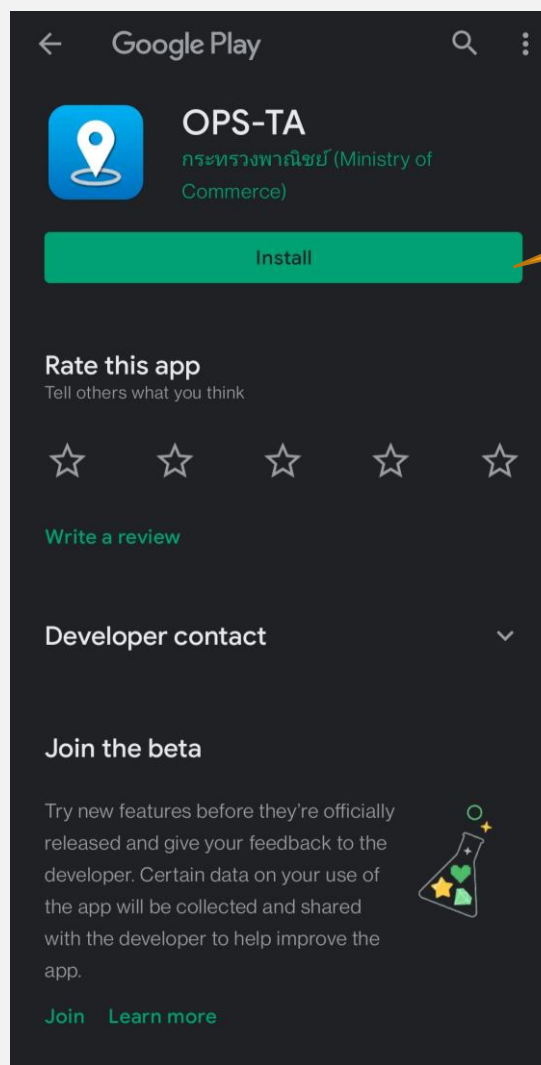 Google Play
OPS-TA
กระทรวงพาณิชย์ (Ministry of
Commerce)
Install
Rate this app
Tell others what you think
Write a review
Developer contact
Join the beta
Try new features before they're officially
released and give your feedback to the
developer. Certain data on your use of
the app will be collected and shared
with the developer to help improve the
app.
Join Learn more